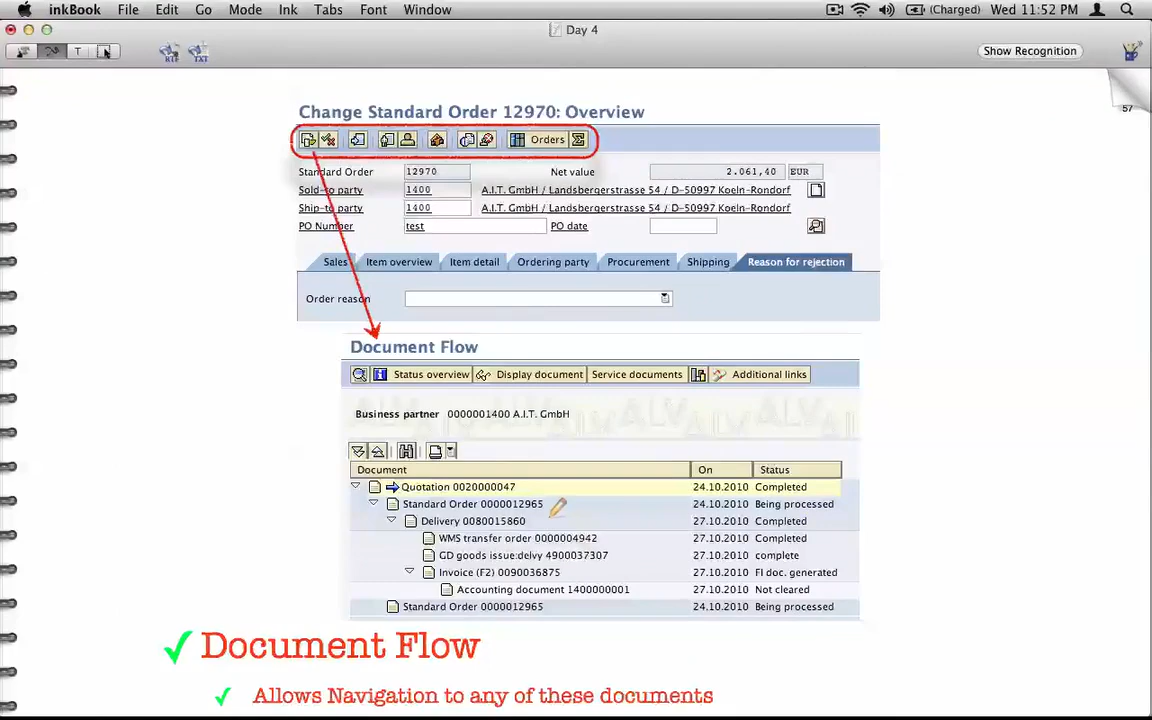 inkBook File Edit Go Mode Ink Tabs Font Window (Charged) Wed 11:52 PM
Day 4
T RTF TXT Show Recognition
57
Change Standard Order 12970: Overview
Orders
Standard Order 12970 Net value 2.061,40 EUR
Sold-to party 1400 A.I.T. GmbH / Landsbergerstrasse 54 / D-50997 Koeln-Rondorf
Ship-to party 1400 A.I.T. GmbH / Landsbergerstrasse 54 / D-50997 Koeln-Rondorf
PO Number test PO date
Sales Item overview Item detail Ordering party Procurement Shipping Reason for rejection
Order reason
Document Flow
Status overview Display document Service documents Additional links
Business partner 0000001400 A.I.T. GmbH
Document On Status
Quotation 0020000047 24.10.2010 Completed
Standard Order 0000012965 24.10.2010 Being processed
Delivery 0080015860 27.10.2010 Completed
WMS transfer order 0000004942 27.10.2010 Completed
GD goods issue:delvy 4900037307 27.10.2010 complete
Invoice (F2) 0090036875 27.10.2010 FI doc. generated
Accounting document 1400000001 27.10.2010 Not cleared
Standard Order 0000012965 24.10.2010 Being processed
Document Flow
Allows Navigation to any of these documents